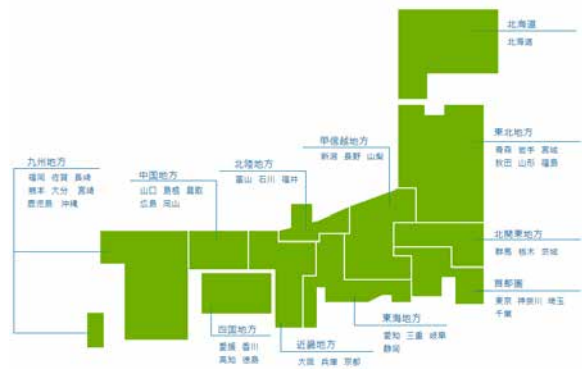 北海道
北海道
東北地方
青森 岩手 宮城
秋田 山形 福島
甲信越地方
新潟 長野 山梨
北陸地方
富山 石川 福井
中国地方
山口 島根 鳥取
広島 岡山
九州地方
福岡 佐賀 長崎
熊本 大分 宮崎
鹿児島 沖縄
北関東地方
群馬 栃木 茨城
首都圏
東京 神奈川 埼玉
千葉
東海地方
愛知 三重 岐阜
静岡
近畿地方
大阪 兵庫 京都
四国地方
愛媛 香川
高知 徳島